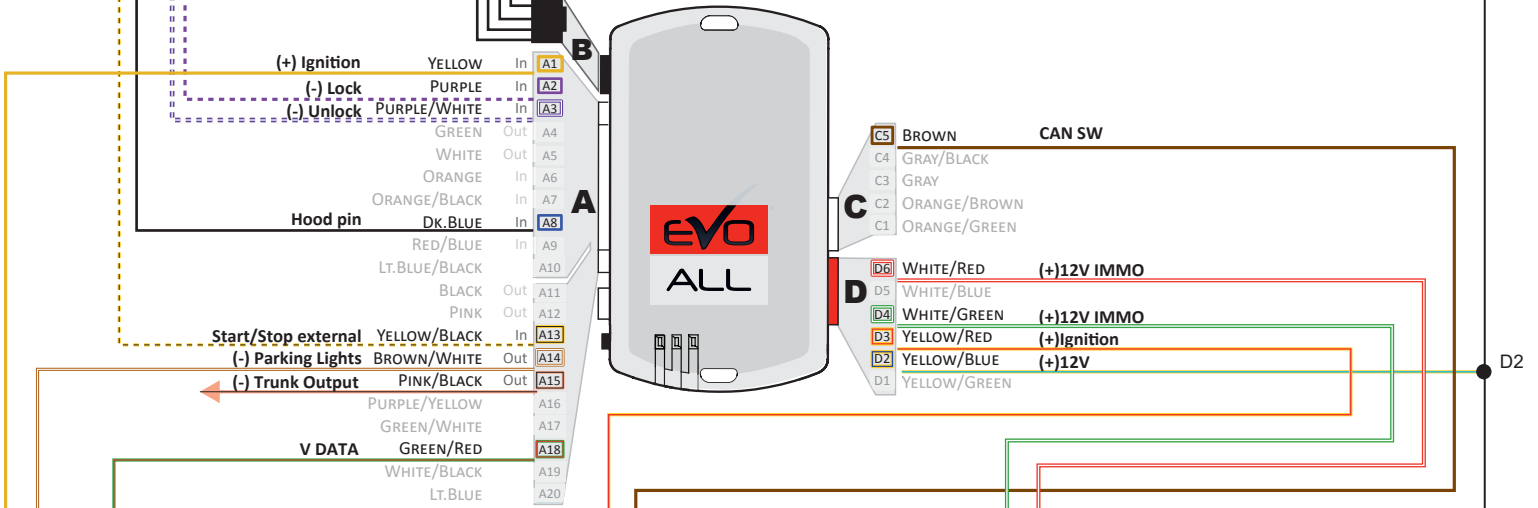 B
(+) Ignition YELLOW In A1
(-) Lock PURPLE In A2
(-) Unlock PURPLE/WHITE In A3
GREEN Out A4
WHITE Out A5
ORANGE In A6
ORANGE/BLACK In A7
A
Hood pin DK.BLUE In A8
RED/BLUE In A9
LT.BLUE/BLACK A10
BLACK Out A11
PINK Out A12
Start/Stop external YELLOW/BLACK In A13
(-) Parking Lights BROWN/WHITE Out A14
(-) Trunk Output PINK/BLACK Out A15
PURPLE/YELLOW A16
GREEN/WHITE A17
V DATA GREEN/RED A18
WHITE/BLACK A19
LT.BLUE A20
EVO
ALL
C5 BROWN CAN SW
C4 GRAY/BLACK
C3 GRAY
C
C2 ORANGE/BROWN
C1 ORANGE/GREEN
D6 WHITE/RED (+)12V IMMO
D
D5 WHITE/BLUE
D4 WHITE/GREEN (+)12V IMMO
D3 YELLOW/RED (+)Ignition
D2 YELLOW/BLUE (+)12V
D1 YELLOW/GREEN
D2